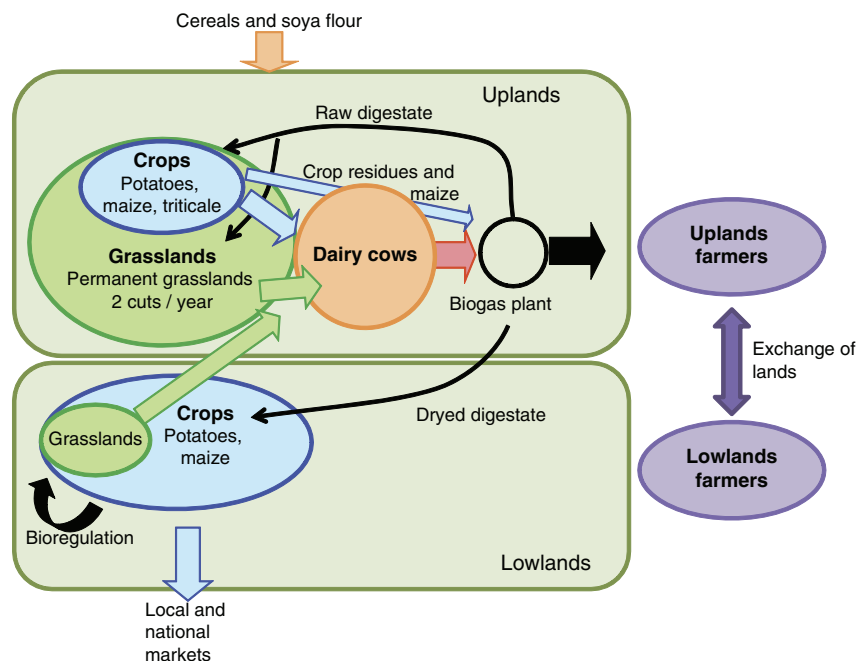 Cereals and soya flour
Uplands
Raw digestate
Crops
Potatoes,
maize, triticale
Crop residues and
maize
Grasslands
Permanent grasslands
2 cuts / year
Dairy cows
Biogas plant
Uplands
farmers
Exchange of
lands
Dryed digestate
Crops
Potatoes,
maize
Grasslands
Lowlands
farmers
Bioregulation
Lowlands
Local and
national
markets